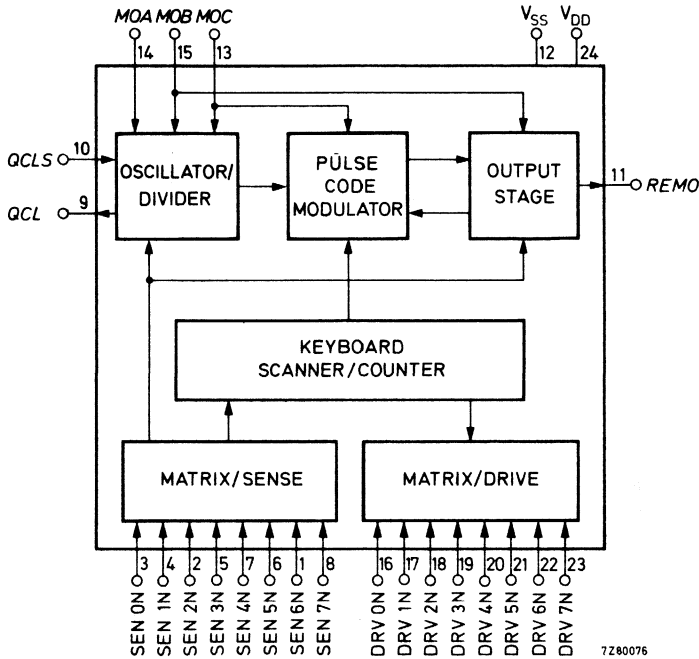 MOA MOB MOC VSS VDD
14 15 13 12 24
QCLS 10
OSCILLATOR/
DIVIDER
PŪLSE
CODE
MODULATOR
OUTPUT
STAGE
11 REMO
QCL 9
KEYBOARD
SCANNER/COUNTER
MATRIX/SENSE
MATRIX/DRIVE
3 4 2 5 7 6 1 8 16 17 18 19 20 21 22 23
SEN 0N
SEN 1N
SEN 2N
SEN 3N
SEN 4N
SEN 5N
SEN 6N
SEN 7N
DRV 0N
DRV 1N
DRV 2N
DRV 3N
DRV 4N
DRV 5N
DRV 6N
DRV 7N
7Z80076